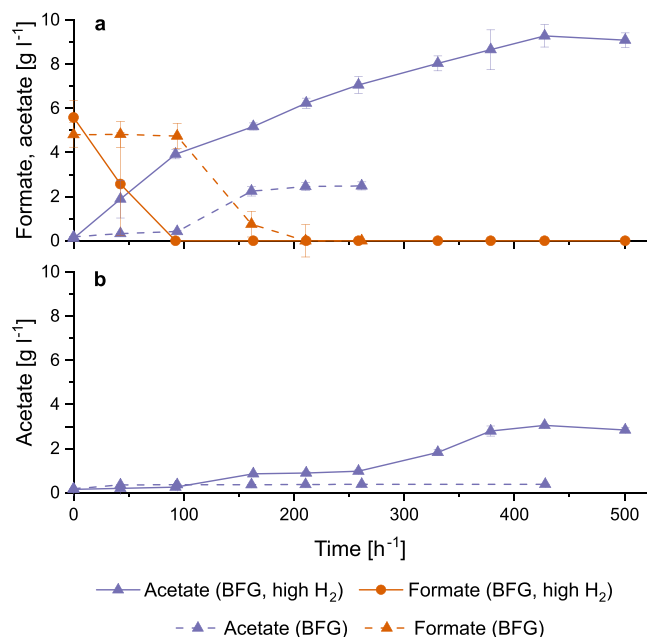 a
Formate, acetate [g l⁻¹]
10
8
6
4
2
0
b
Acetate [g l⁻¹]
10
8
6
4
2
0
0 100 200 300 400 500
Time [h⁻¹]
Acetate (BFG, high H₂) Formate (BFG, high H₂)
Acetate (BFG) Formate (BFG)